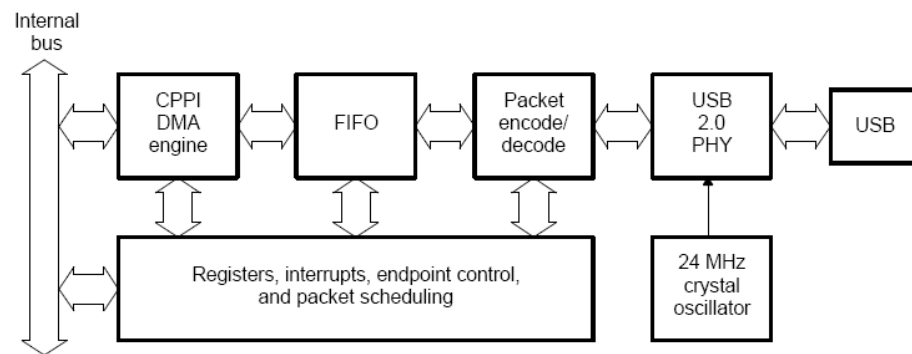 Internal
bus
CPPI
DMA
engine
FIFO
Packet
encode/
decode
USB
2.0
PHY
USB
Registers, interrupts, endpoint control,
and packet scheduling
24 MHz
crystal
oscillator